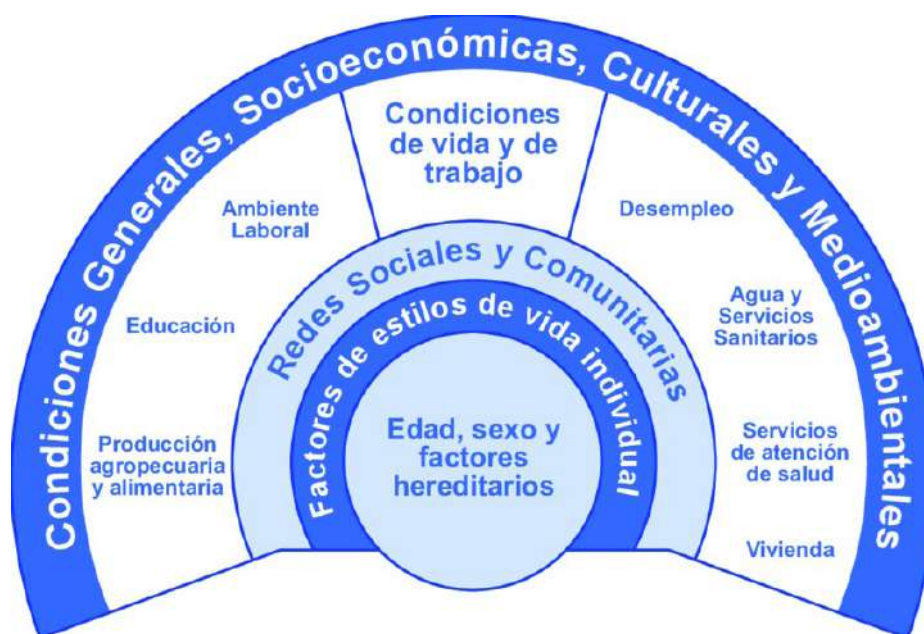 Condiciones Generales, Socioeconómicas, Culturales y Medioambientales
Condiciones
de vida y de
trabajo
Ambiente
Laboral
Desempleo
Educación
Agua y
Servicios
Sanitarios
Producción
agropecuaria
y alimentaria
Servicios
de atención
de salud
Vivienda
Redes Sociales y Comunitarias
Factores de estilos de vida individual
Edad, sexo y
factores
hereditarios